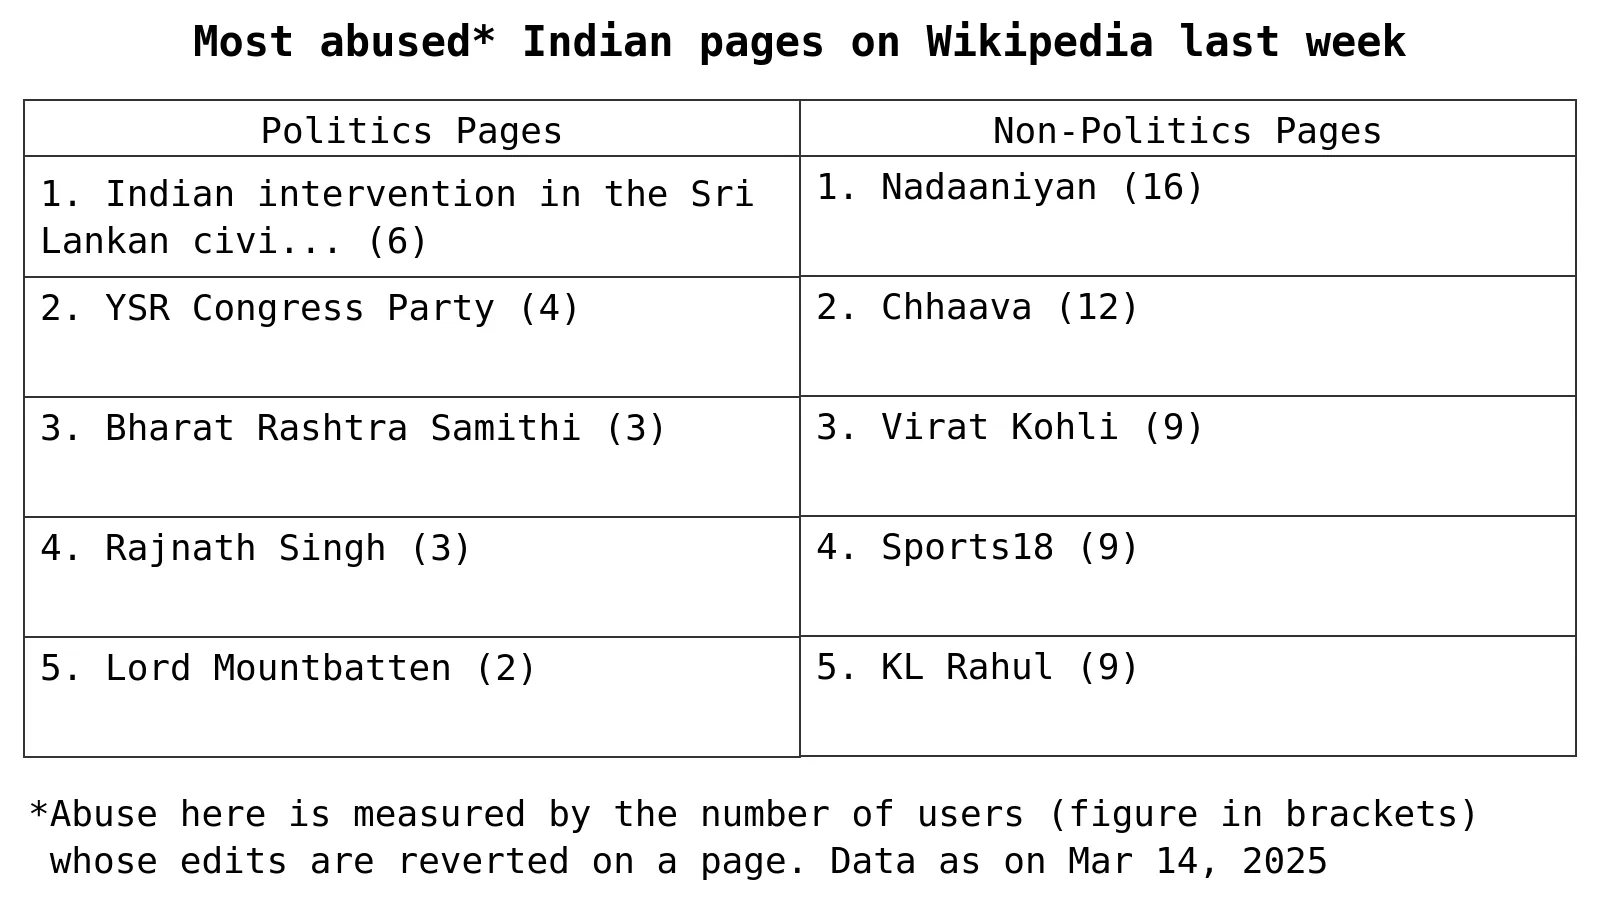 Most abused* Indian pages on Wikipedia last week
Politics Pages
Non-Politics Pages
1. Indian intervention in the Sri
Lankan civi... (6)
1. Nadaaniyan (16)
2. YSR Congress Party (4)
2. Chhaava (12)
3. Bharat Rashtra Samithi (3)
3. Virat Kohli (9)
4. Rajnath Singh (3)
4. Sports18 (9)
5. Lord Mountbatten (2)
5. KL Rahul (9)
*Abuse here is measured by the number of users (figure in brackets)
whose edits are reverted on a page. Data as on Mar 14, 2025